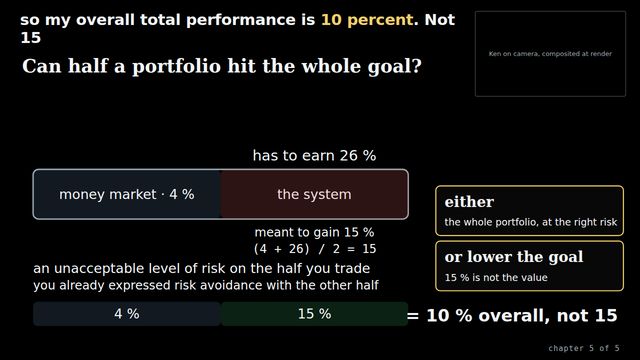 so my overall total performance is 10 percent. Not
15
Ken on camera, composited at render
Can half a portfolio hit the whole goal?
has to earn 26 %
money market · 4 %
the system
meant to gain 15 %
(4 + 26) / 2 = 15
either
the whole portfolio, at the right risk
or lower the goal
15 % is not the value
an unacceptable level of risk on the half you trade
you already expressed risk avoidance with the other half
4 %
15 %
= 10 % overall, not 15
chapter 5 of 5